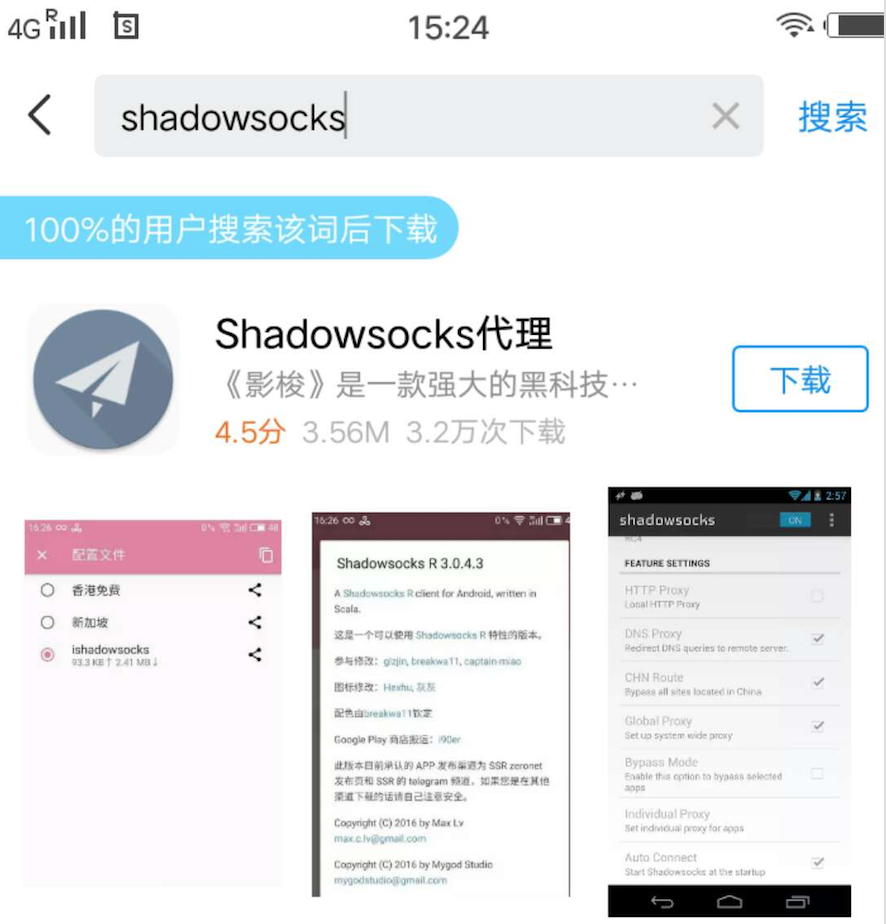 4G R 15:24
shadowsocks 搜索
100%的用户搜索该词后下载
Shadowsocks代理
《影梭》是一款强大的黑科技…
下载
4.5分 3.56M 3.2万次下载
16:26 0% 48
配置文件
香港免费
新加坡
ishadowsocks
93.3 KB↑ 2.41 MB↓
16:26 0% 4
Shadowsocks R 3.0.4.3
A Shadowsocks R client for Android, written in
Scala.
这是一个可以使用 Shadowsocks R 特性的版本。
参与修改：glzjin, breakwa11, captain-miao
图标修改：Hexhu, 灰灰
配色由breakwa11钦定
Google Play 商店搬运：i90er
此版本目前承认的 APP 发布渠道为 SSR zeronet
发布页和 SSR 的 telegram 频道，如果您是在其他
渠道下载的话请自己注意安全。
Copyright (C) 2016 by Max Lv
max.c.lv@gmail.com
Copyright (C) 2016 by Mygod Studio
mygodstudio@gmail.com
2:57
shadowsocks ON
RC4
FEATURE SETTINGS
HTTP Proxy
Local HTTP Proxy
DNS Proxy
Redirect DNS queries to remote server.
CHN Route
Bypass all sites located in China
Global Proxy
Set up system wide proxy
Bypass Mode
Enable this option to bypass selected
apps
Individual Proxy
Set individual proxy for apps
Auto Connect
Start Shadowsocks at the startup